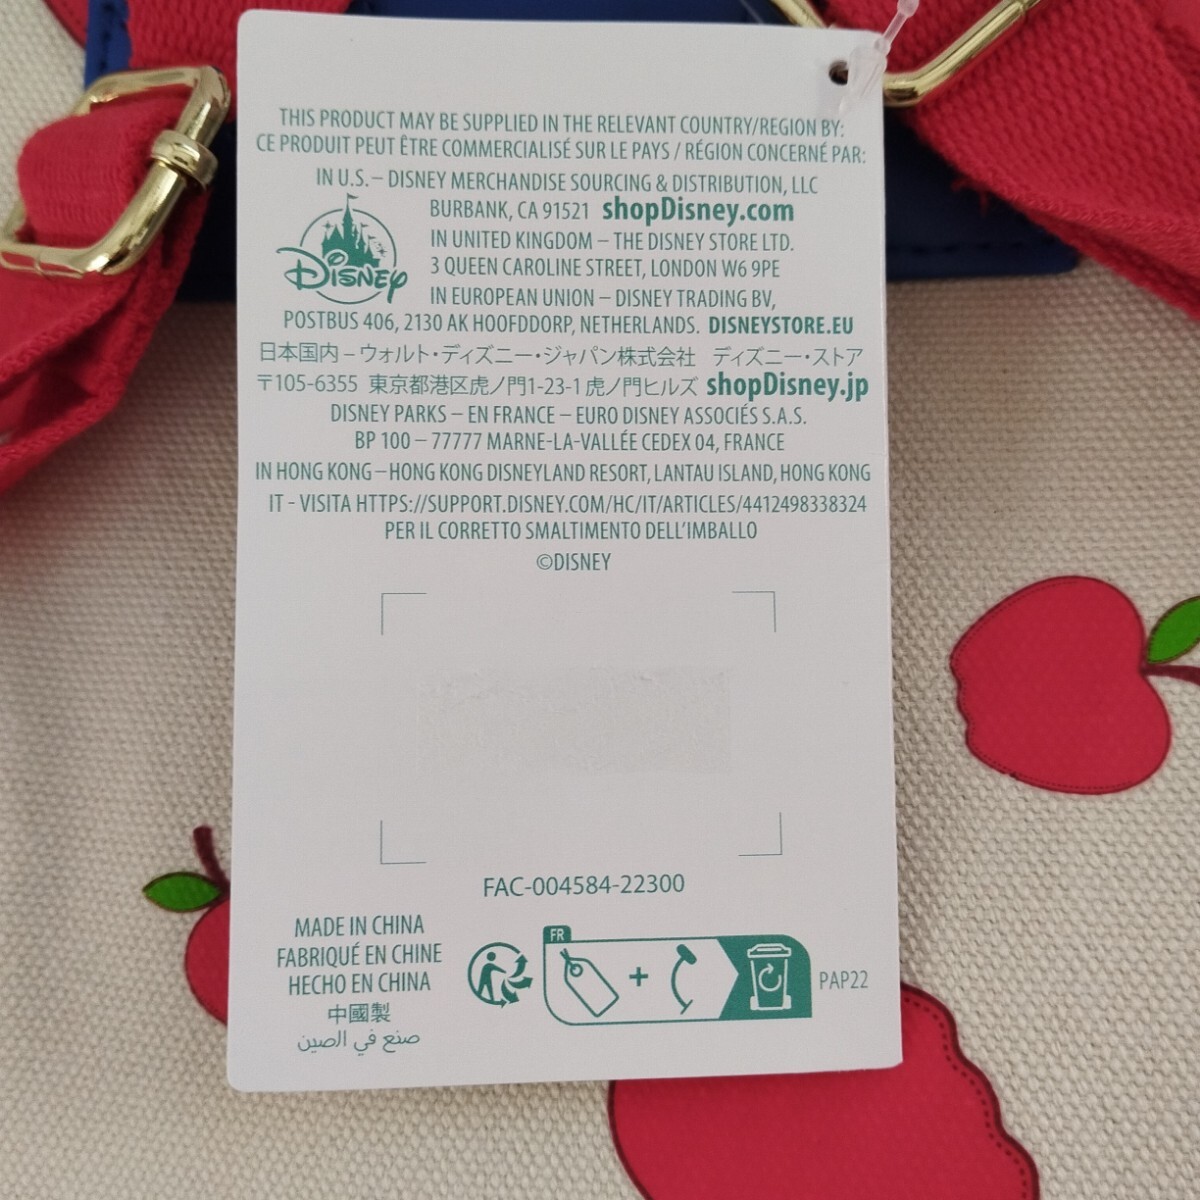 THIS PRODUCT MAY BE SUPPLIED IN THE RELEVANT COUNTRY/REGION BY:
CE PRODUIT PEUT ÊTRE COMMERCIALISÉ SUR LE PAYS / RÉGION CONCERNÉ PAR:
IN U.S. – DISNEY MERCHANDISE SOURCING & DISTRIBUTION, LLC
BURBANK, CA 91521 shopDisney.com
DISNEY
IN UNITED KINGDOM – THE DISNEY STORE LTD.
3 QUEEN CAROLINE STREET, LONDON W6 9PE
IN EUROPEAN UNION – DISNEY TRADING BV,
POSTBUS 406, 2130 AK HOOFDDORP, NETHERLANDS. DISNEYSTORE.EU
日本国内 – ウォルト・ディズニー・ジャパン株式会社 ディズニー・ストア
〒105-6355 東京都港区虎ノ門1-23-1 虎ノ門ヒルズ shopDisney.jp
DISNEY PARKS – EN FRANCE – EURO DISNEY ASSOCIÉS S.A.S.
BP 100 – 77777 MARNE-LA-VALLÉE CEDEX 04, FRANCE
IN HONG KONG – HONG KONG DISNEYLAND RESORT, LANTAU ISLAND, HONG KONG
IT - VISITA HTTPS://SUPPORT.DISNEY.COM/HC/IT/ARTICLES/4412498338324
PER IL CORRETTO SMALTIMENTO DELL'IMBALLO
©DISNEY
FAC-004584-22300
MADE IN CHINA
FABRIQUÉ EN CHINE
HECHO EN CHINA
中國製
صنع في الصين
FR
+
PAP22